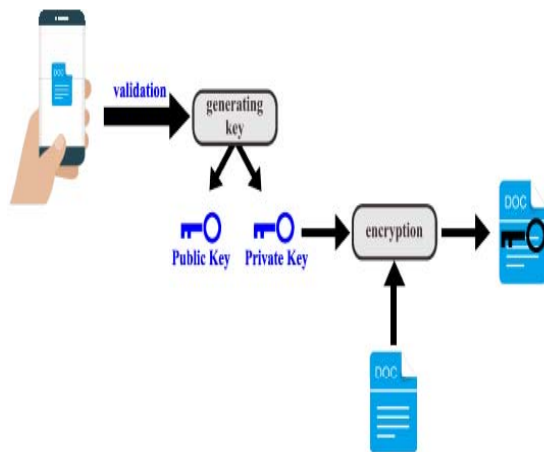 DOC
validation
generating
key
Public Key
Private Key
encryption
DOC
DOC